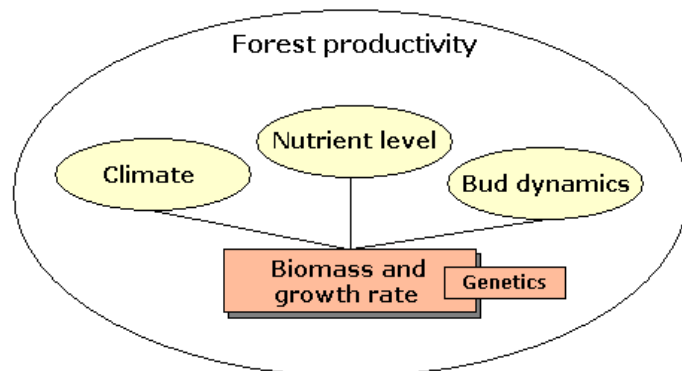 Forest productivity
Nutrient level
Climate
Bud dynamics
Biomass and
growth rate
Genetics